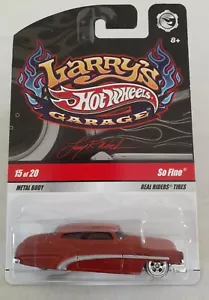 8+
Larry's
Hot Wheels
GARAGE
15 of 20
So Fine
METAL BODY
REAL RIDERS® TIRES